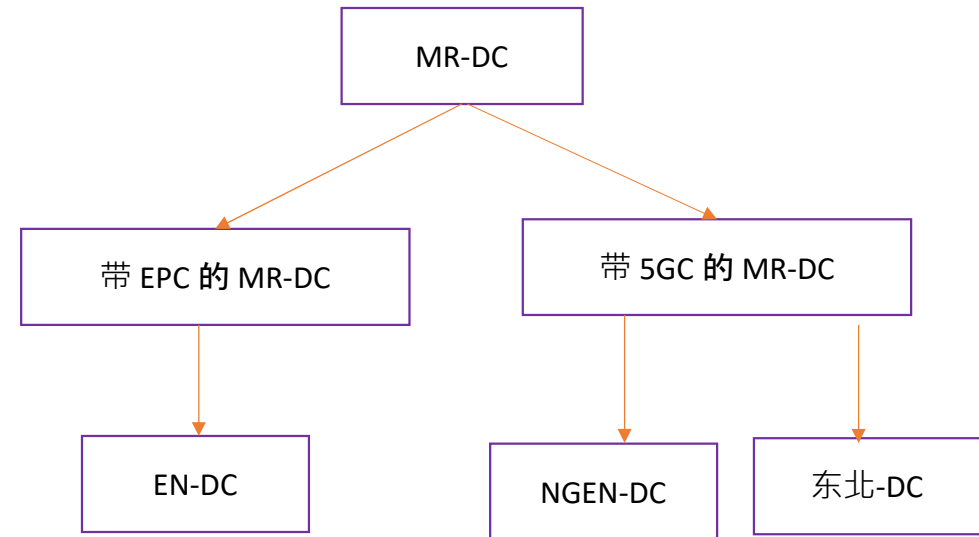 MR-DC
带 EPC 的 MR-DC
带 5GC 的 MR-DC
EN-DC
NGEN-DC
东北-DC